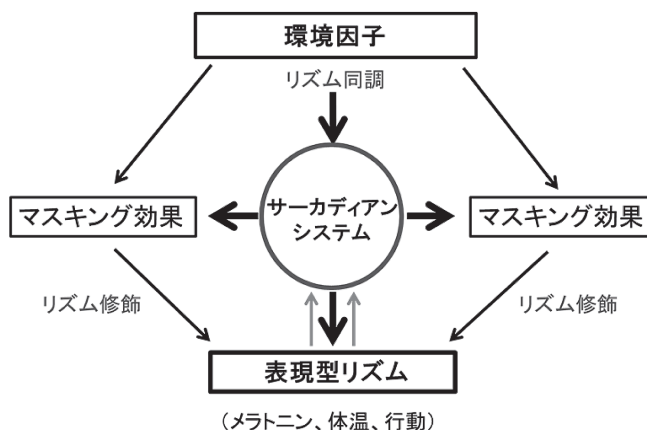 環境因子
リズム同調
マスキング効果
サーカディアン
システム
マスキング効果
リズム修飾
リズム修飾
表現型リズム
(メラトニン、体温、行動)